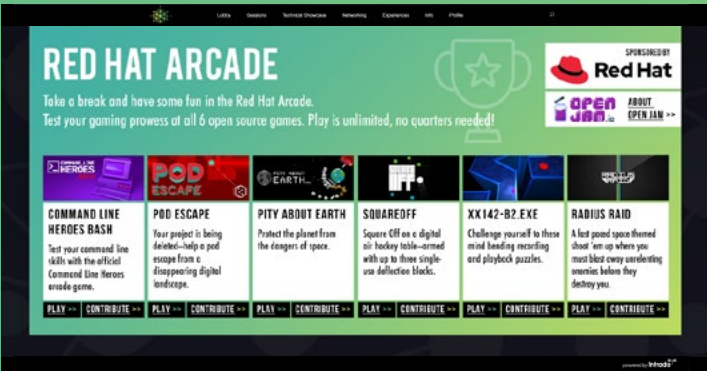 Lobby Sessions Technical Showcase Networking Experiences Info Profile
RED HAT ARCADE
Take a break and have some fun in the Red Hat Arcade.
Test your gaming prowess at all 6 open source games. Play is unlimited, no quarters needed!
SPONSORED BY
Red Hat
OPEN JAM.io
ABOUT
OPEN JAM >>
COMMAND LINE
HEROES
POD
ESCAPE
PITY ABOUT
EARTH
SQUARE
OFF
RADIUS
RAID
COMMAND LINE
HEROES BASH
Test your command line
skills with the official
Command Line Heroes
arcade game.
PLAY >> CONTRIBUTE >>
POD ESCAPE
Your project is being
deleted—help a pod
escape from a
disappearing digital
landscape.
PLAY >> CONTRIBUTE >>
PITY ABOUT EARTH
Protect the planet from
the dangers of space.
PLAY >> CONTRIBUTE >>
SQUAREOFF
Square Off on a digital
air hockey table—armed
with up to three single-
use deflection blocks.
PLAY >> CONTRIBUTE >>
XX142-B2.EXE
Challenge yourself to these
mind bending recording
and playback puzzles.
PLAY >> CONTRIBUTE >>
RADIUS RAID
A fast paced space themed
shoot 'em up where you
must blast away unrelenting
enemies before they
destroy you.
PLAY >> CONTRIBUTE >>
powered by intrado